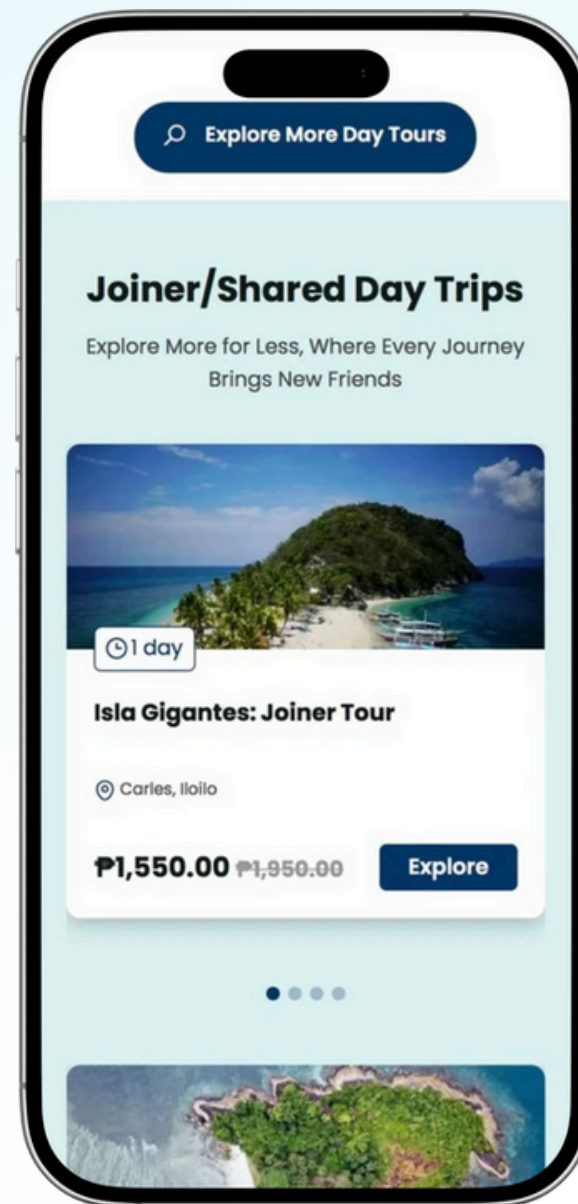 Explore More Day Tours
Joiner/Shared Day Trips
Explore More for Less, Where Every Journey
Brings New Friends
1 day
Isla Gigantes: Joiner Tour
Carles, Iloilo
₱1,550.00 ₱1,950.00
Explore